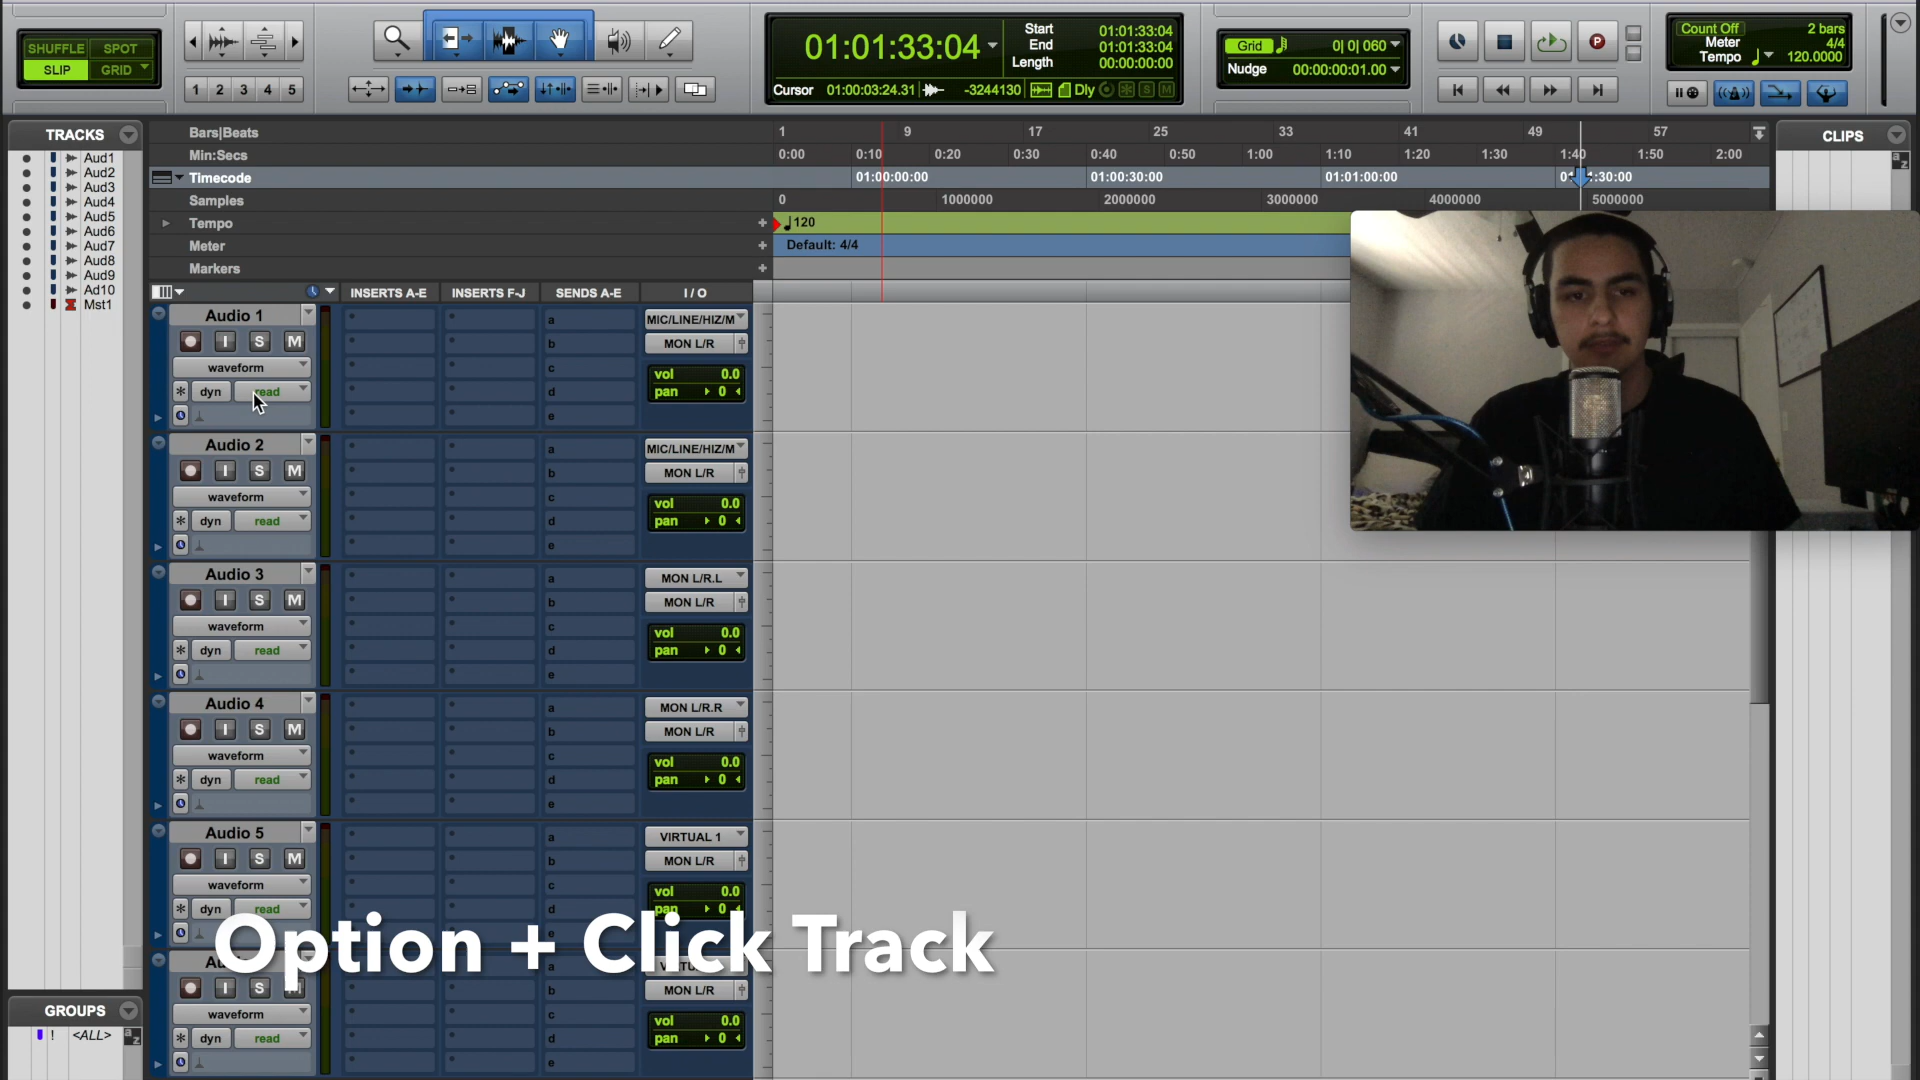 SHUFFLE SPOT
SLIP GRID
1 2 3 4 5
01:01:33:04
Start 01:01:33:04
End 01:01:33:04
Length 00:00:00:00
Cursor 01:00:03:24.31 -3244130 Dly S M
Grid 0| 0| 060
Nudge 00:00:00:01.00
P
Count Off 2 bars
Meter 4/4
Tempo 120.0000
TRACKS
Aud1
Aud2
Aud3
Aud4
Aud5
Aud6
Aud7
Aud8
Aud9
Ad10
Mst1
Bars|Beats 1 9 17 25 33 41 49 57
Min:Secs 0:00 0:10 0:20 0:30 0:40 0:50 1:00 1:10 1:20 1:30 1:40 1:50 2:00
Timecode 01:00:00:00 01:00:30:00 01:01:00:00 :30:00
Samples 0 1000000 2000000 3000000 4000000 5000000
Tempo + 120
Meter + Default: 4/4
Markers +
INSERTS A-E INSERTS F-J SENDS A-E I / O
Audio 1 a MIC/LINE/HIZ/M
I S M b MON L/R
waveform c vol 0.0
dyn read d pan 0
e
Audio 2 a MIC/LINE/HIZ/M
I S M b MON L/R
waveform c vol 0.0
dyn read d pan 0
e
Audio 3 a MON L/R.L
I S M b MON L/R
waveform c vol 0.0
dyn read d pan 0
e
Audio 4 a MON L/R.R
I S M b MON L/R
waveform c vol 0.0
dyn read d pan 0
e
Audio 5 a VIRTUAL 1
I S M b MON L/R
waveform c vol 0.0
dyn read d pan 0
Option + Click Track
a
I S b MON L/R
waveform c vol 0.0
dyn read d pan 0
e
CLIPS
GROUPS
! <ALL>